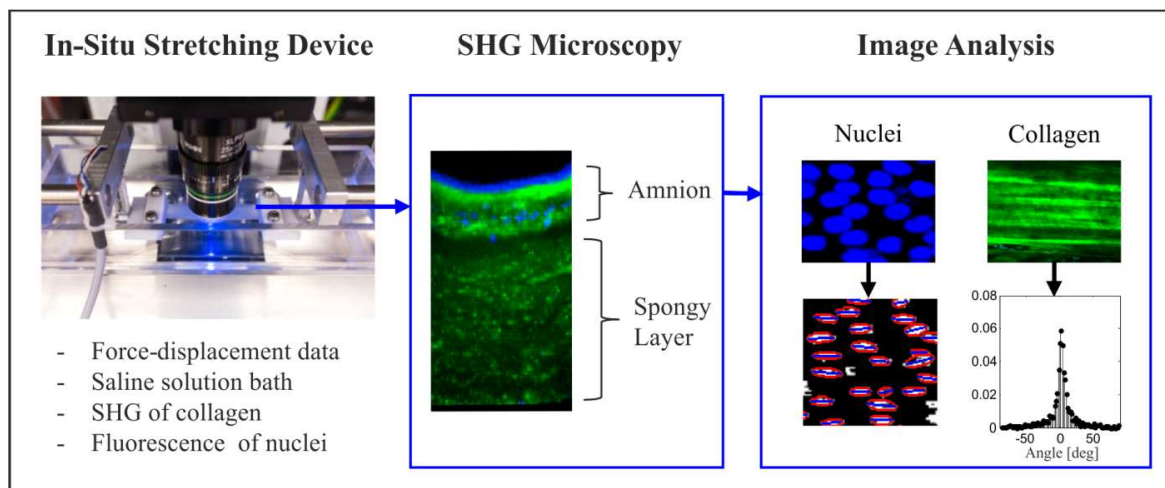 In-Situ Stretching Device
SHG Microscopy
Image Analysis
- Force-displacement data
- Saline solution bath
- SHG of collagen
- Fluorescence of nuclei
Amnion
Spongy
Layer
Nuclei
Collagen
0.08
0.06
0.04
0.02
0
-50 0 50
Angle [deg]